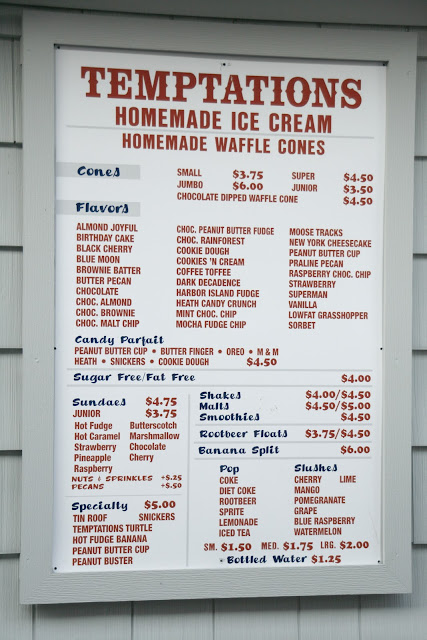 TEMPTATIONS
HOMEMADE ICE CREAM
HOMEMADE WAFFLE CONES
Cones
SMALL $3.75 SUPER $4.50
JUMBO $6.00 JUNIOR $3.50
CHOCOLATE DIPPED WAFFLE CONE $4.50
Flavors
ALMOND JOYFUL
BIRTHDAY CAKE
BLACK CHERRY
BLUE MOON
BROWNIE BATTER
BUTTER PECAN
CHOCOLATE
CHOC. ALMOND
CHOC. BROWNIE
CHOC. MALT CHIP
CHOC. PEANUT BUTTER FUDGE
CHOC. RAINFOREST
COOKIE DOUGH
COOKIES 'N CREAM
COFFEE TOFFEE
DARK DECADENCE
HARBOR ISLAND FUDGE
HEATH CANDY CRUNCH
MINT CHOC. CHIP
MOCHA FUDGE CHIP
MOOSE TRACKS
NEW YORK CHEESECAKE
PEANUT BUTTER CUP
PRALINE PECAN
RASPBERRY CHOC. CHIP
STRAWBERRY
SUPERMAN
VANILLA
LOWFAT GRASSHOPPER
SORBET
Candy Parfait
PEANUT BUTTER CUP • BUTTER FINGER • OREO • M & M
HEATH • SNICKERS • COOKIE DOUGH $4.50
Sugar Free/Fat Free $4.00
Sundaes $4.75
JUNIOR $3.75
Hot Fudge Butterscotch
Hot Caramel Marshmallow
Strawberry Chocolate
Pineapple Cherry
Raspberry
NUTS & SPRINKLES +$.25
PECANS +$.50
Specialty $5.00
TIN ROOF SNICKERS
TEMPTATIONS TURTLE
HOT FUDGE BANANA
PEANUT BUTTER CUP
PEANUT BUSTER
Shakes $4.00/$4.50
Malts $4.50/$5.00
Smoothies $4.50
Rootbeer Floats $3.75/$4.50
Banana Split $6.00
Pop
COKE
DIET COKE
ROOTBEER
SPRITE
LEMONADE
ICED TEA
Slushes
CHERRY LIME
MANGO
POMEGRANATE
GRAPE
BLUE RASPBERRY
WATERMELON
SM. $1.50 MED. $1.75 LRG. $2.00
Bottled Water $1.25